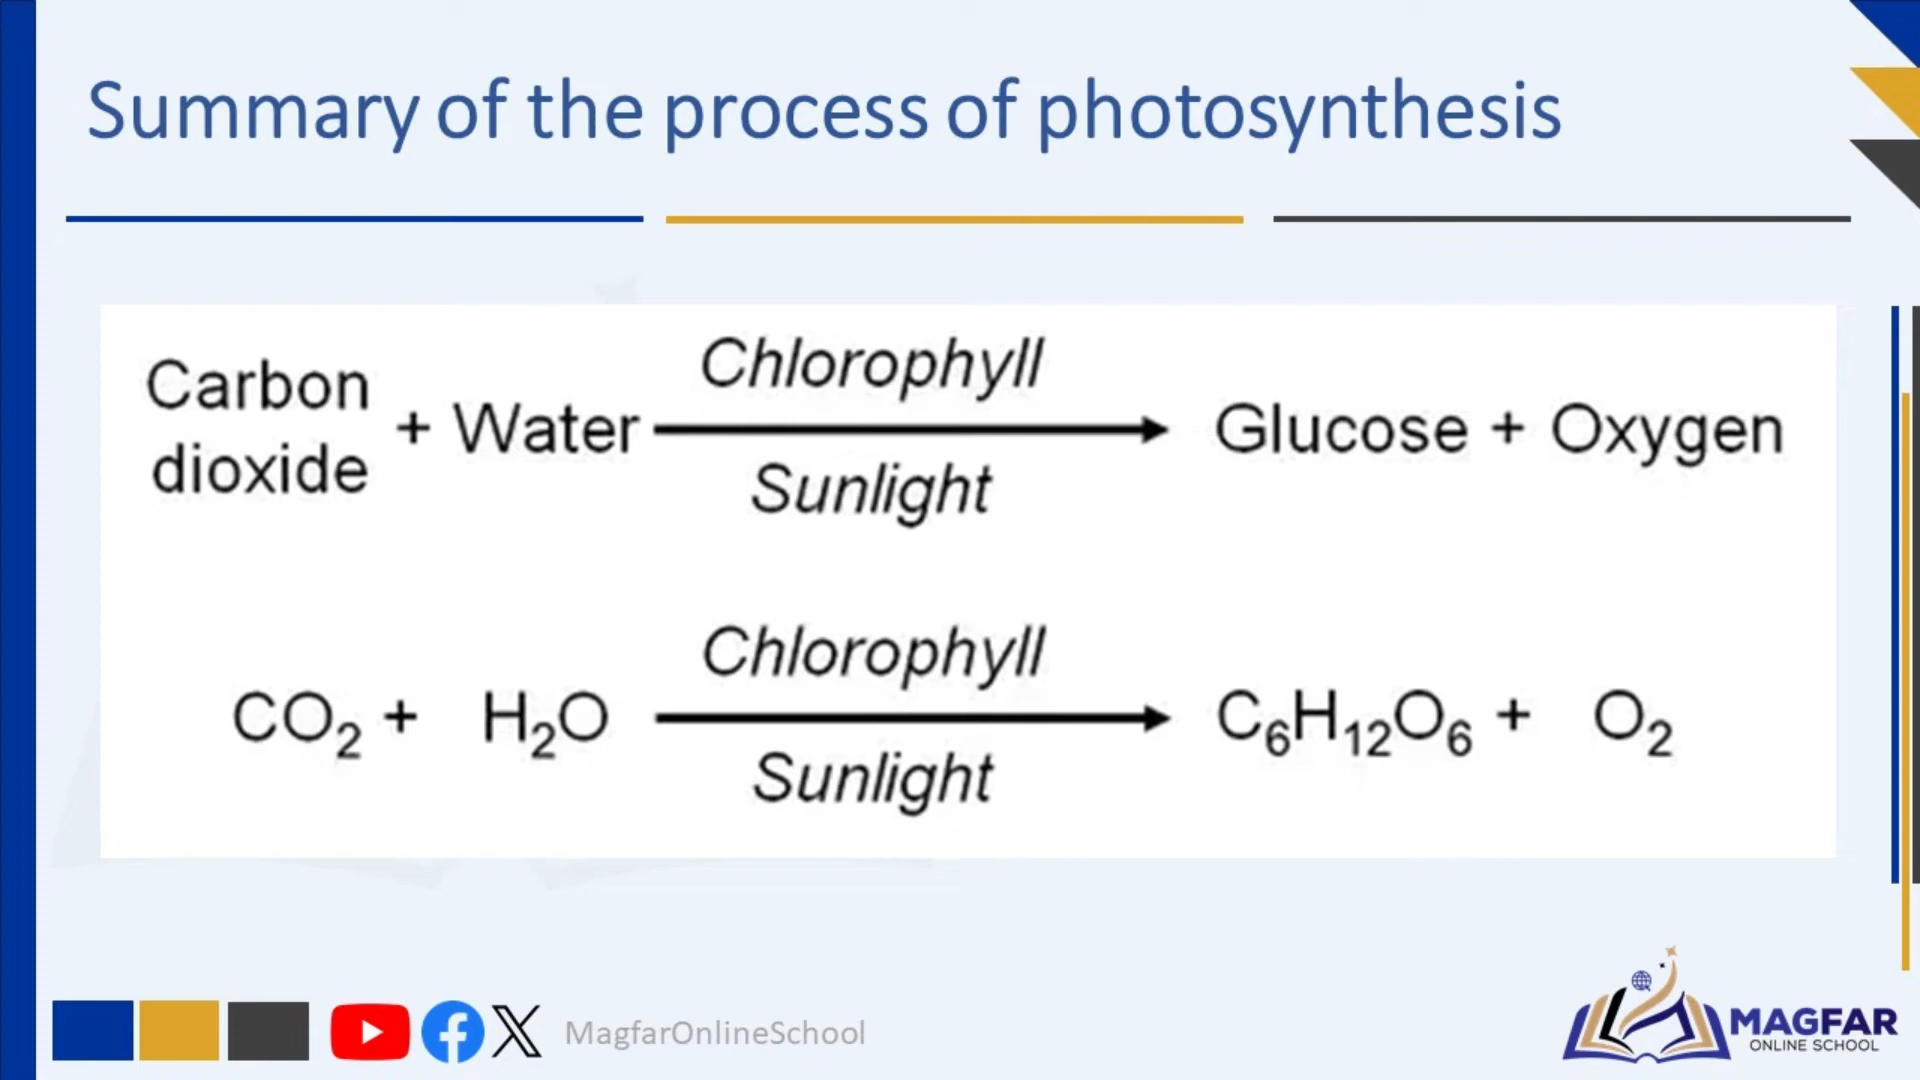 Summary of the process of photosynthesis
Chlorophyll
Carbon dioxide + Water → Glucose + Oxygen
Sunlight
Chlorophyll
CO₂ + H₂O → C₆H₁₂O₆ + O₂
Sunlight
MagfarOnlineSchool
MAGFAR
ONLINE SCHOOL